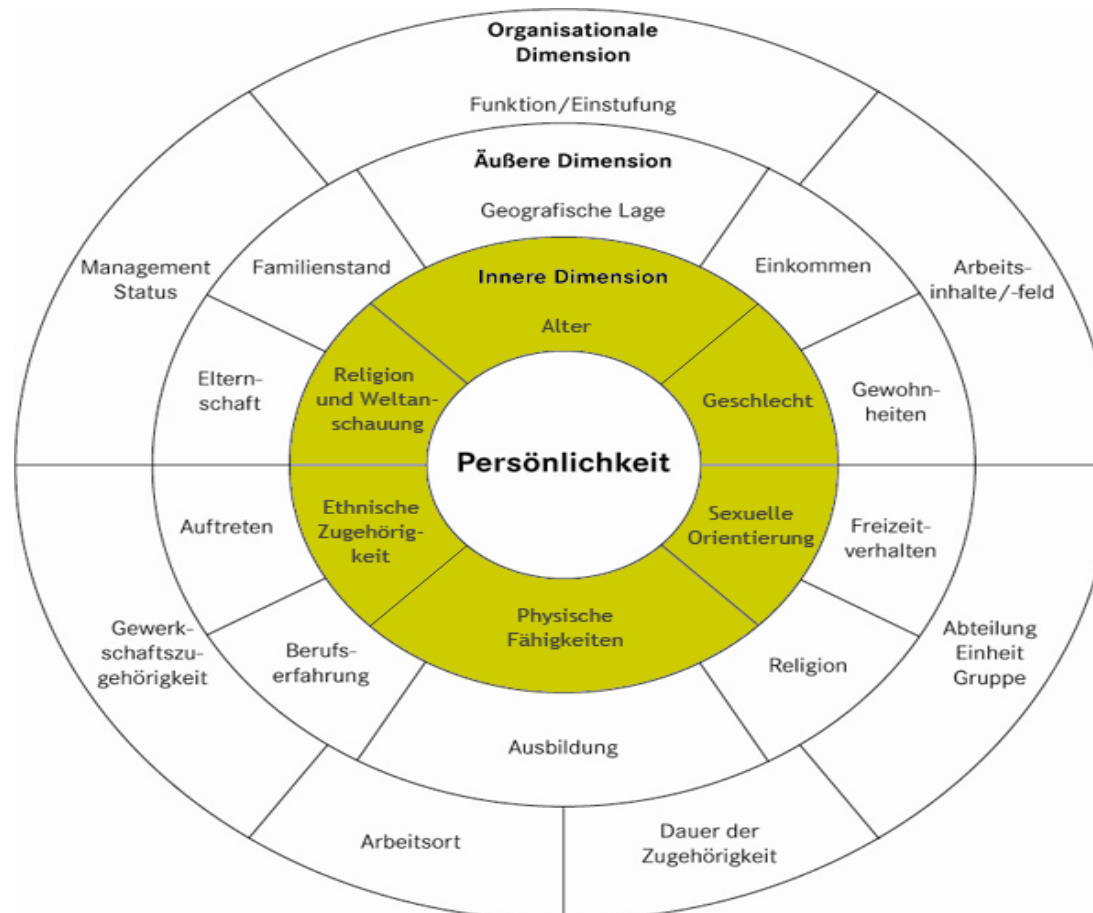 Organisationale
Dimension
Funktion/Einstufung
Äußere Dimension
Geografische Lage
Familienstand
Einkommen
Management
Status
Arbeits-
inhalte/-feld
Innere Dimension
Alter
Eltern-
schaft
Religion
und Weltan-
schauung
Geschlecht
Gewohn-
heiten
Persönlichkeit
Auftreten
Ethnische
Zugehörig-
keit
Sexuelle
Orientierung
Freizeit-
verhalten
Gewerk-
schaftszu-
gehörigkeit
Berufs-
erfahrung
Physische
Fähigkeiten
Religion
Abteilung
Einheit
Gruppe
Ausbildung
Arbeitsort
Dauer der
Zugehörigkeit